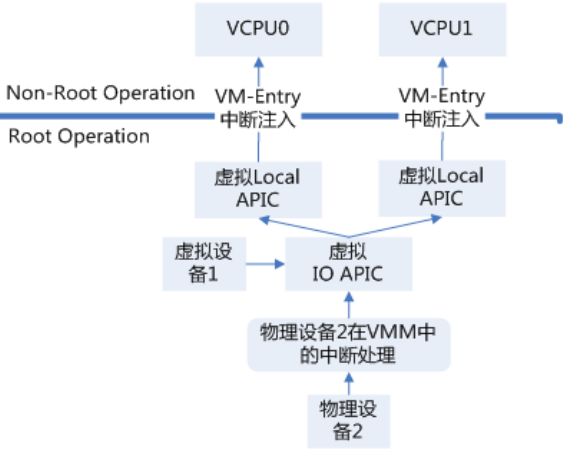 VCPU0
VCPU1
Non-Root Operation
VM-Entry
中断注入
VM-Entry
中断注入
Root Operation
虚拟Local
APIC
虚拟Local
APIC
虚拟设
备1
虚拟
IO APIC
物理设备2在VMM中
的中断处理
物理设
备2